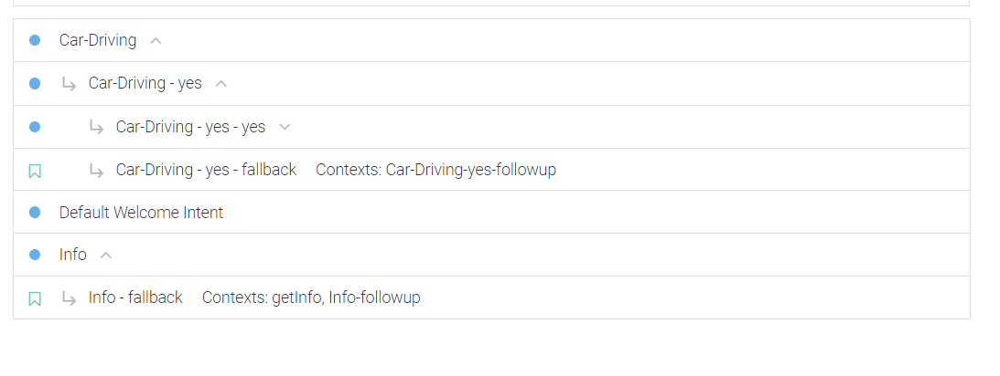 Car-Driving
Car-Driving - yes
Car-Driving - yes - yes
Car-Driving - yes - fallback Contexts: Car-Driving-yes-followup
Default Welcome Intent
Info
Info - fallback Contexts: getInfo, Info-followup